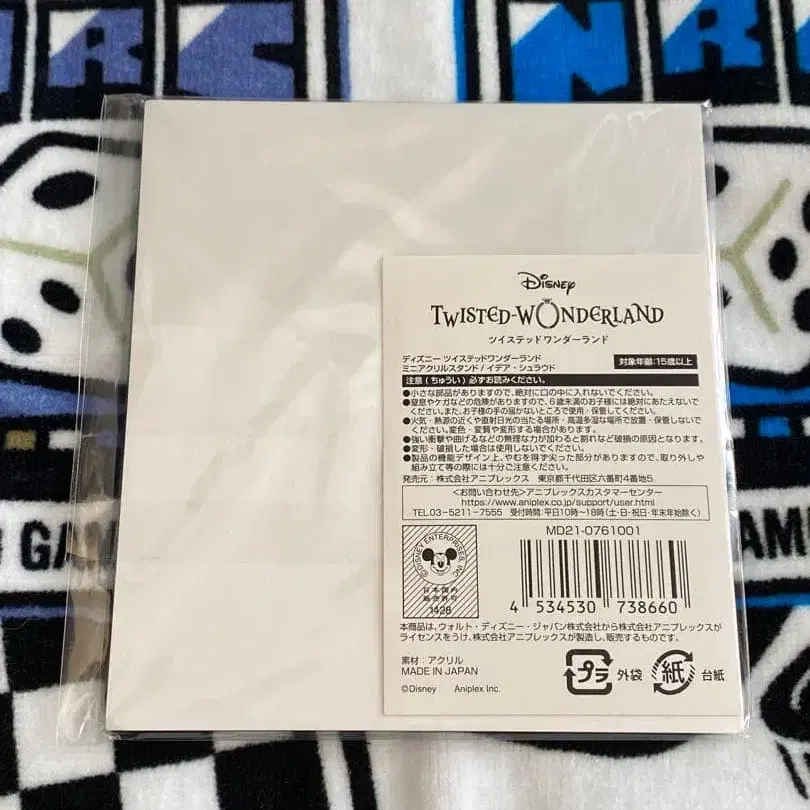 NRC
NR
GAM
AM
Disney
TWISTED-WONDERLAND
ツイステッドワンダーランド
ディズニー ツイステッドワンダーランド
ミニアクリルスタンド / イデア・シュラウド
対象年齢:15歳以上
注意(ちゅうい)必ずお読みください。
●小さな部品がありますので、絶対に口の中に入れないでください。
●窒息やケガなどの危険がありますので、6歳未満のお子様には絶対にあたえないで
ください。また、お子様の手の届かないところで使用・保管してください。
●火気・熱源の近くや直射日光の当たる場所・高温多湿な場所で放置・保管しないで
ください。変色・変質や変形する場合があります。
●強い衝撃や曲げるなどの無理な力が加わると割れなど破損の原因となります。
●変形・破損した場合は使用しないでください。
●製品の機能デザイン上、やむを得ず尖った部分がありますので、取り外しや
組み立て等の際には十分ご注意ください。
発売元:株式会社アニプレックス 東京都千代田区六番町4番地5
<お問い合わせ先>アニプレックスカスタマーセンター
https://www.aniplex.co.jp/support/user.html
TEL.03-5211-7555 受付時間:平日10時～18時(土・日・祝日・年末年始除く)
MD21-0761001
©DISNEY ENTERPRISES, INC.
日本国内
販売許可
1426
4 534530 738660
本商品は、ウォルト・ディズニー・ジャパン株式会社から株式会社アニプレックスが
ライセンスをうけ、株式会社アニプレックスが製造し、販売するものです。
素材:アクリル
MADE IN JAPAN
©Disney Aniplex Inc.
プラ 外袋
紙 台紙